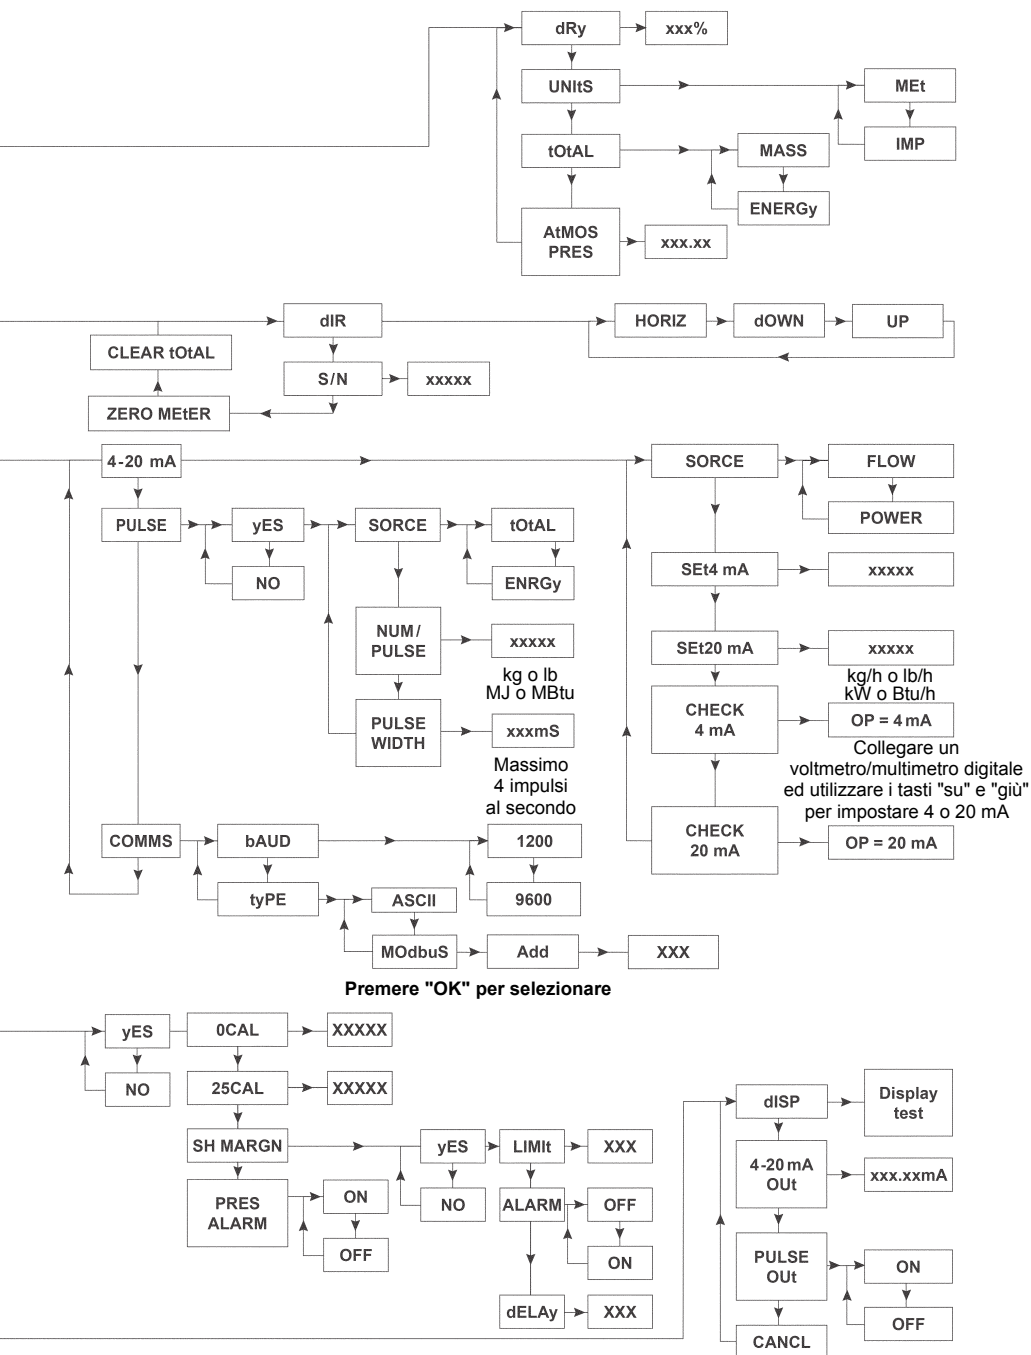 dRy
xxx%
UNItS
MEt
IMP
tOtAL
MASS
ENERGy
AtMOS
PRES
xxx.xx
dIR
HORIZ
dOWN
UP
CLEAR tOtAL
S/N
xxxxx
ZERO MEtER
4-20 mA
SORCE
FLOW
POWER
PULSE
yES
NO
SORCE
tOtAL
ENRGy
SEt4 mA
xxxxx
NUM/
PULSE
xxxxx
kg o lb
MJ o MBtu
SEt20 mA
xxxxx
kg/h o lb/h
kW o Btu/h
PULSE
WIDTH
xxxmS
Massimo
4 impulsi
al secondo
CHECK
4 mA
OP = 4 mA
Collegare un
voltmetro/multimetro digitale
ed utilizzare i tasti "su" e "giù"
per impostare 4 o 20 mA
CHECK
20 mA
OP = 20 mA
COMMS
bAUD
1200
9600
tyPE
ASCII
MOdbuS
Add
XXX
Premere "OK" per selezionare
yES
NO
0CAL
XXXXX
25CAL
XXXXX
SH MARGN
yES
NO
LIMIt
XXX
PRES
ALARM
ON
OFF
ALARM
OFF
ON
dELAy
XXX
dISP
Display
test
4-20 mA
OUt
xxx.xxmA
PULSE
OUt
ON
OFF
CANCL